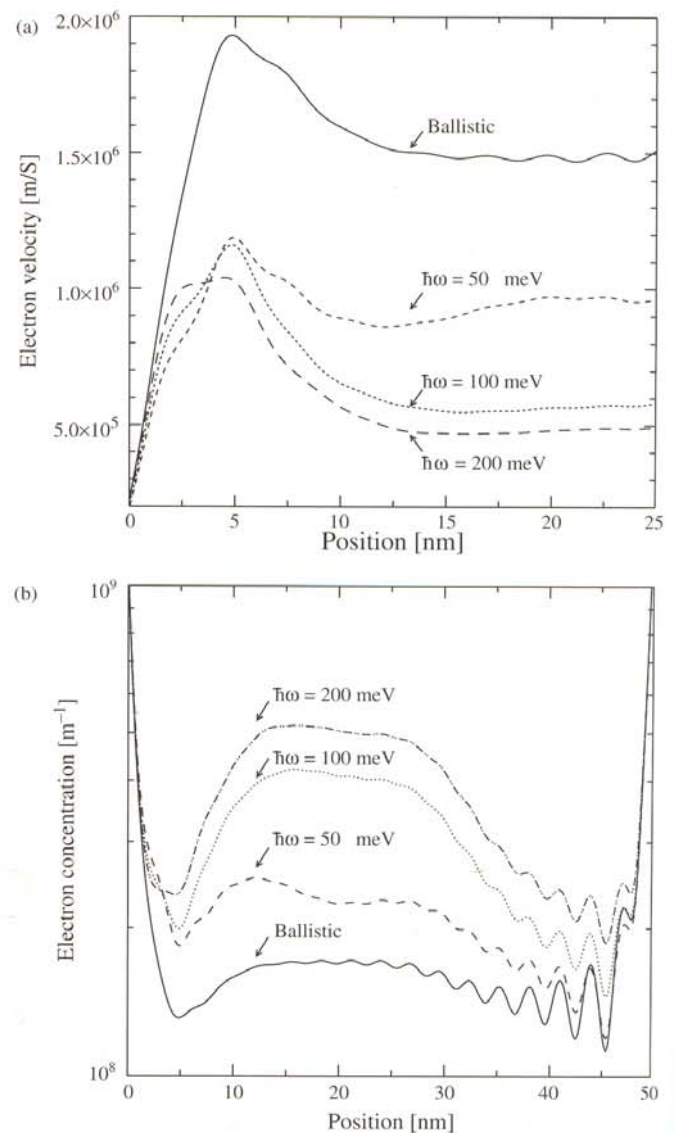 (a)
2.0×10⁶
1.5×10⁶
1.0×10⁶
5.0×10⁵
Electron velocity [m/S]
Ballistic
ħω = 50 meV
ħω = 100 meV
ħω = 200 meV
0 5 10 15 20 25
Position [nm]
(b)
10⁹
10⁸
Electron concentration [m⁻¹]
ħω = 200 meV
ħω = 100 meV
ħω = 50 meV
Ballistic
0 10 20 30 40 50
Position [nm]